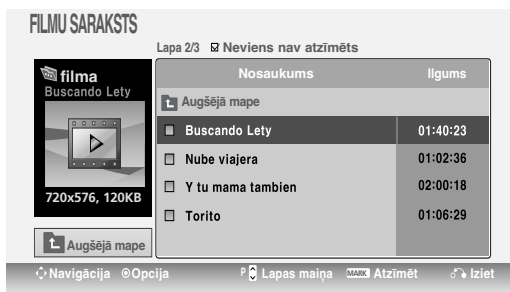 FILMU SARAKSTS
Lapa 2/3 Neviens nav atzīmēts
filma
Buscando Lety
720x576, 120KB
Augšējā mape
Nosaukums Ilgums
Augšējā mape
Buscando Lety 01:40:23
Nube viajera 01:02:36
Y tu mama tambien 02:00:18
Torito 01:06:29
Navigācija Opcija P Lapas maiņa MARK Atzīmēt Iziet